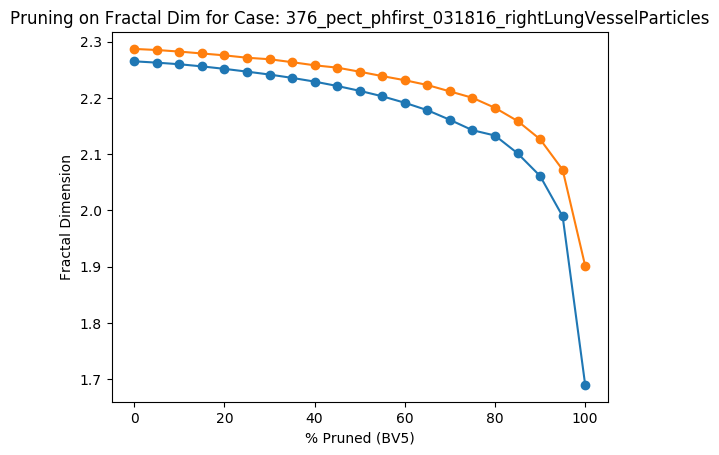 Pruning on Fractal Dim for Case: 376_pect_phfirst_031816_rightLungVesselParticles
2.3
2.2
2.1
2.0
1.9
1.8
1.7
Fractal Dimension
0 20 40 60 80 100
% Pruned (BV5)